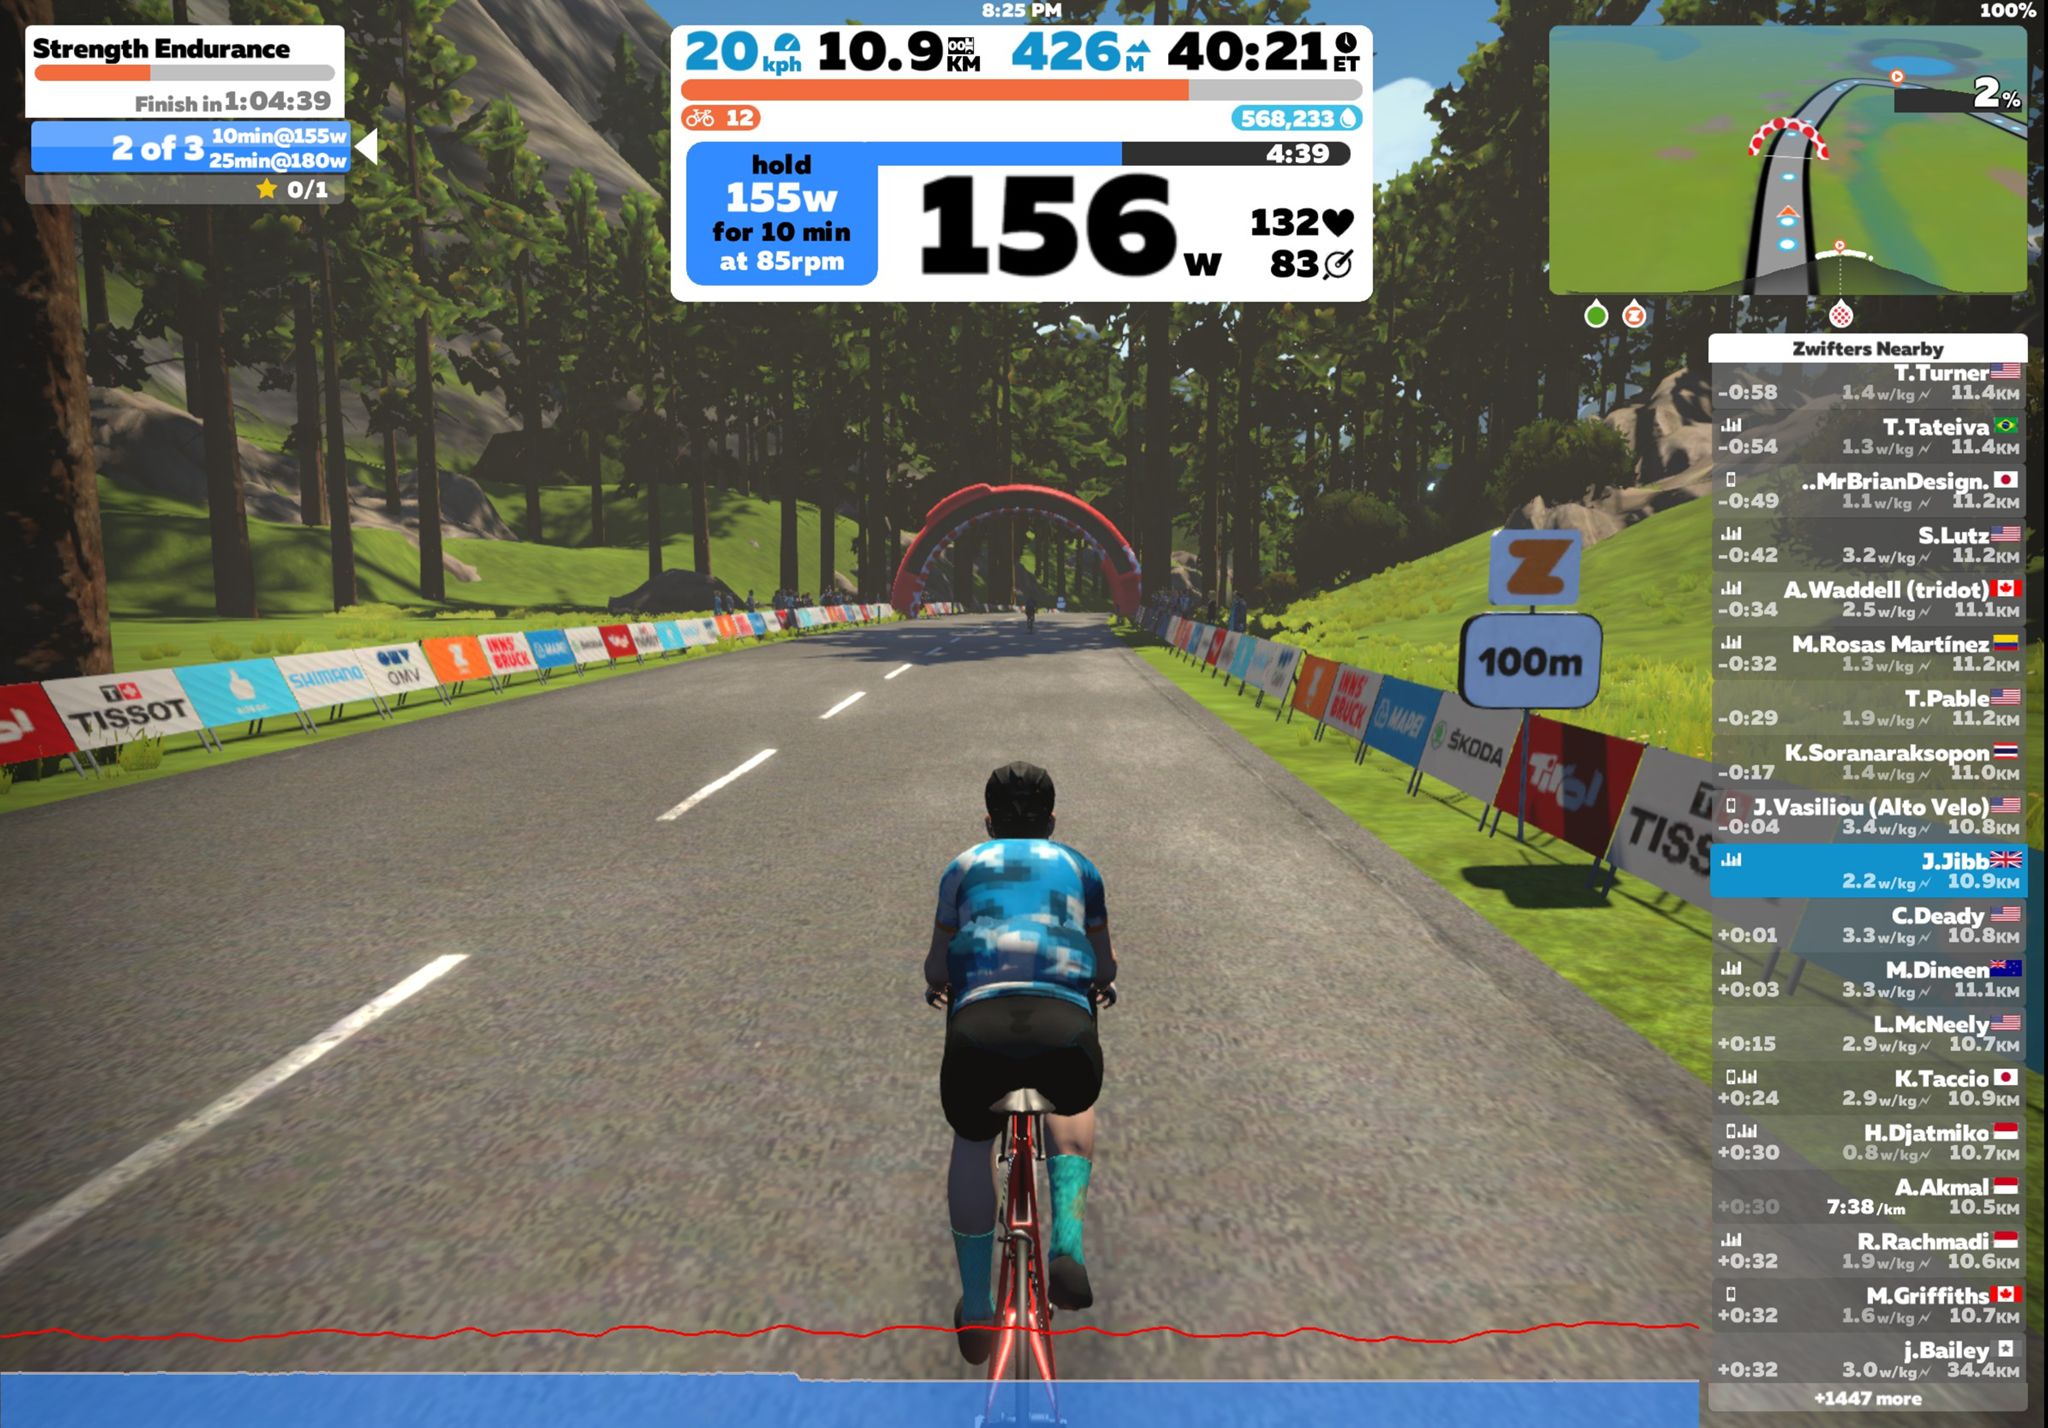 8:25 PM
100%
Strength Endurance
Finish in 1:04:39
2 of 3
10min@155w
25min@180w
0/1
20 kph 10.9 KM 426 M 40:21 ET
12
568,233
4:39
hold
155w
for 10 min
at 85rpm
156 w
132
83
2%
Z
Zwifters Nearby
T.Turner
-0:58 1.4 w/kg 11.4KM
T.Tateiva
-0:54 1.3 w/kg 11.4KM
..MrBrianDesign.
-0:49 1.1 w/kg 11.2KM
S.Lutz
-0:42 3.2 w/kg 11.2KM
A.Waddell (tridot)
-0:34 2.5 w/kg 11.1KM
M.Rosas Martínez
-0:32 1.3 w/kg 11.2KM
T.Pable
-0:29 1.9 w/kg 11.2KM
K.Soranaraksopon
-0:17 1.4 w/kg 11.0KM
J.Vasiliou (Alto Velo)
-0:04 3.4 w/kg 10.8KM
J.Jibb
2.2 w/kg 10.9KM
C.Deady
+0:01 3.3 w/kg 10.8KM
M.Dineen
+0:03 3.3 w/kg 11.1KM
L.McNeely
+0:15 2.9 w/kg 10.7KM
K.Taccio
+0:24 2.9 w/kg 10.9KM
H.Djatmiko
+0:30 0.8 w/kg 10.7KM
A.Akmal
+0:30 7:38 /km 10.5KM
R.Rachmadi
+0:32 1.9 w/kg 10.6KM
M.Griffiths
+0:32 1.6 w/kg 10.7KM
j.Bailey
+0:32 3.0 w/kg 34.4KM
+1447 more
Z
100m
TISSOT
SHIMANO
OMV
Z
INNS'
BRUCK
MAPEI
Z
INNS'
BRUCK
MAPEI
ŠKODA
Tirol
TISS